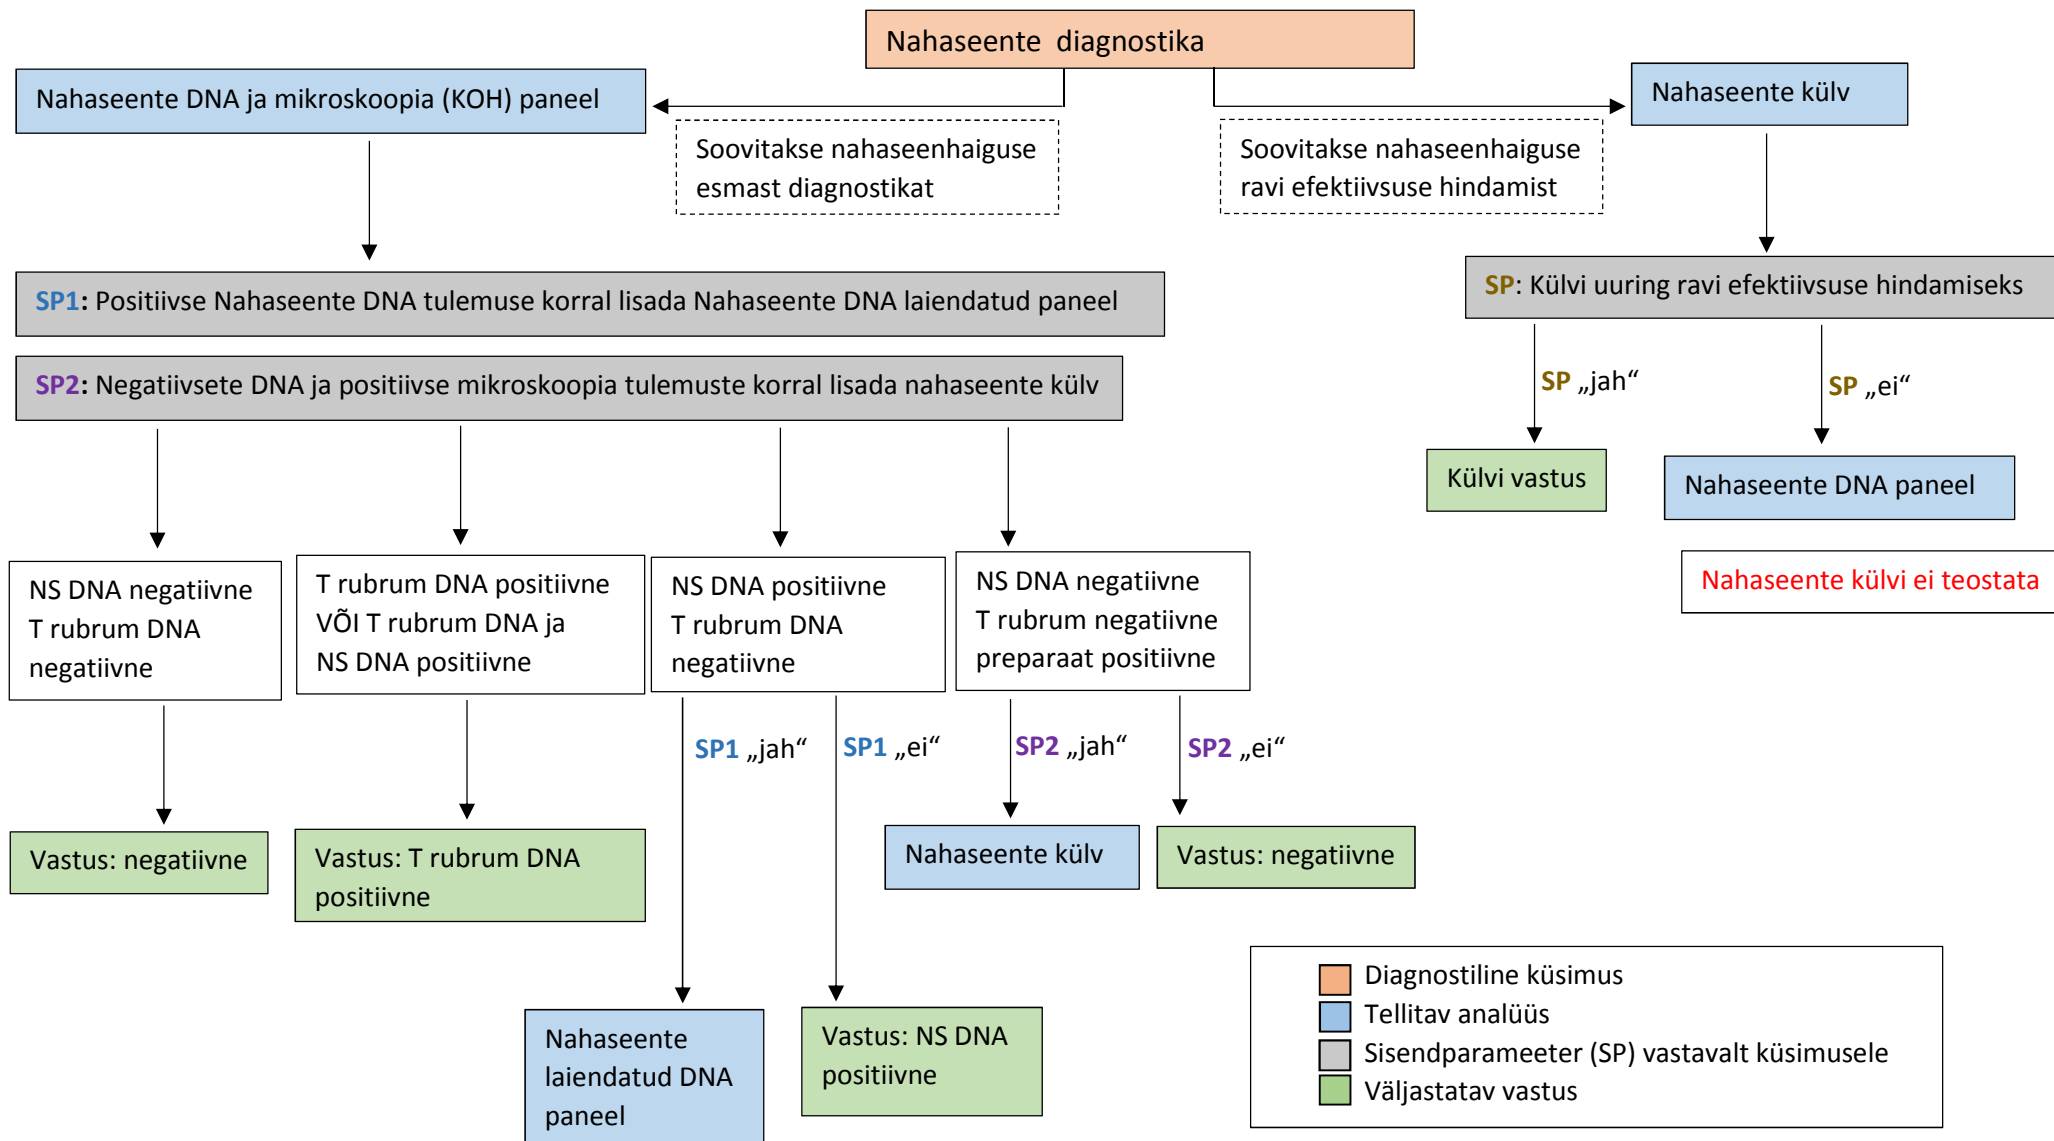 Nahaseente diagnostika
Nahaseente DNA ja mikroskoopia (KOH) paneel
Nahaseente külv
Soovitakse nahaseenhaiguse
esmast diagnostikat
Soovitakse nahaseenhaiguse
ravi efektiivsuse hindamist
SP1: Positiivse Nahaseente DNA tulemuse korral lisada Nahaseente DNA laiendatud paneel
SP: Külvi uuring ravi efektiivsuse hindamiseks
SP2: Negatiivsete DNA ja positiivse mikroskoopia tulemuste korral lisada nahaseente külv
SP „jah“
SP „ei“
Külvi vastus
Nahaseente DNA paneel
Nahaseente külvi ei teostata
NS DNA negatiivne
T rubrum DNA
negatiivne
T rubrum DNA positiivne
VÕI T rubrum DNA ja
NS DNA positiivne
NS DNA positiivne
T rubrum DNA
negatiivne
NS DNA negatiivne
T rubrum negatiivne
preparaat positiivne
SP1 „jah“
SP1 „ei“
SP2 „jah“
SP2 „ei“
Vastus: negatiivne
Vastus: T rubrum DNA
positiivne
Nahaseente külv
Vastus: negatiivne
Nahaseente
laiendatud DNA
paneel
Vastus: NS DNA
positiivne
Diagnostiline küsimus
Tellitav analüüs
Sisendparameeter (SP) vastavalt küsimusele
Väljastatav vastus